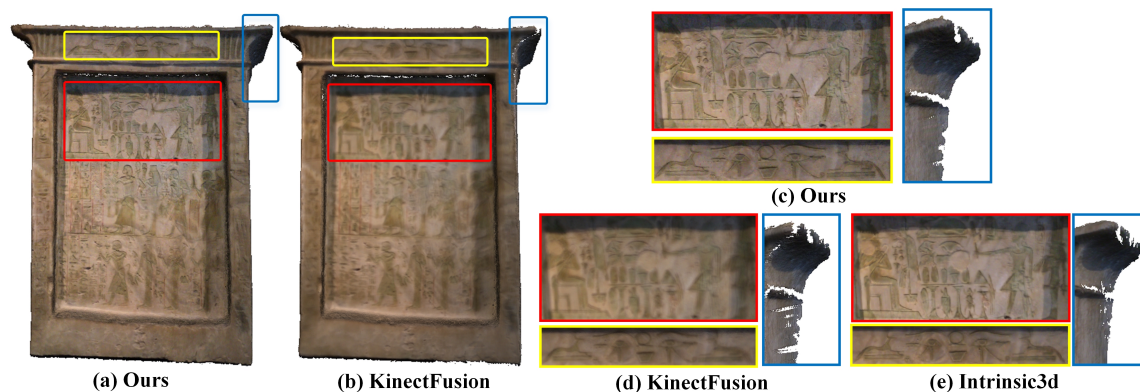 (c) Ours
(a) Ours
(b) KinectFusion
(d) KinectFusion
(e) Intrinsic3d